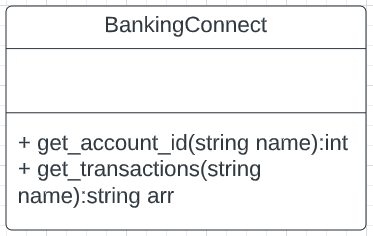 BankingConnect
+ get_account_id(string name):int
+ get_transactions(string
name):string arr